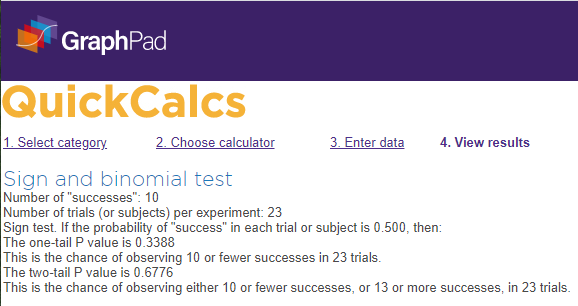 GraphPad
QuickCalcs
1. Select category 2. Choose calculator 3. Enter data 4. View results
Sign and binomial test
Number of "successes": 10
Number of trials (or subjects) per experiment: 23
Sign test. If the probability of "success" in each trial or subject is 0.500, then:
The one-tail P value is 0.3388
This is the chance of observing 10 or fewer successes in 23 trials.
The two-tail P value is 0.6776
This is the chance of observing either 10 or fewer successes, or 13 or more successes, in 23 trials.